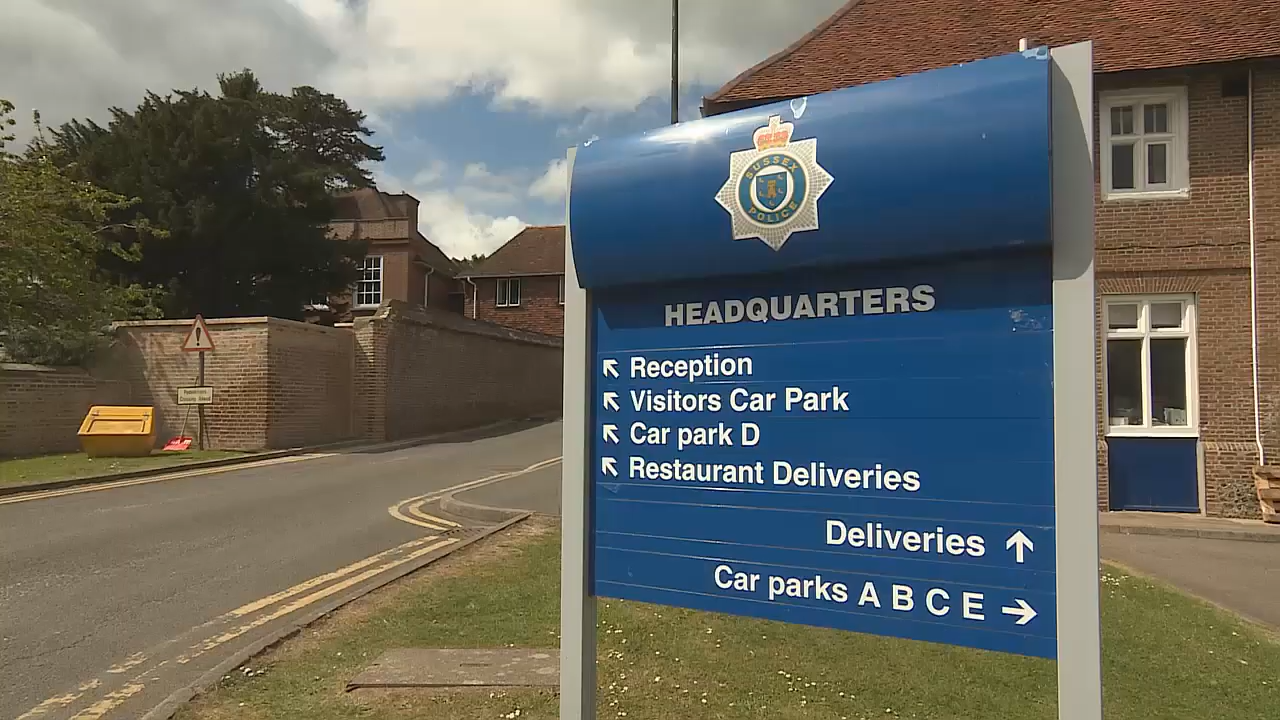 SUSSEX
POLICE
HEADQUARTERS
Reception
Visitors Car Park
Car park D
Restaurant Deliveries
Deliveries
Car parks A B C E